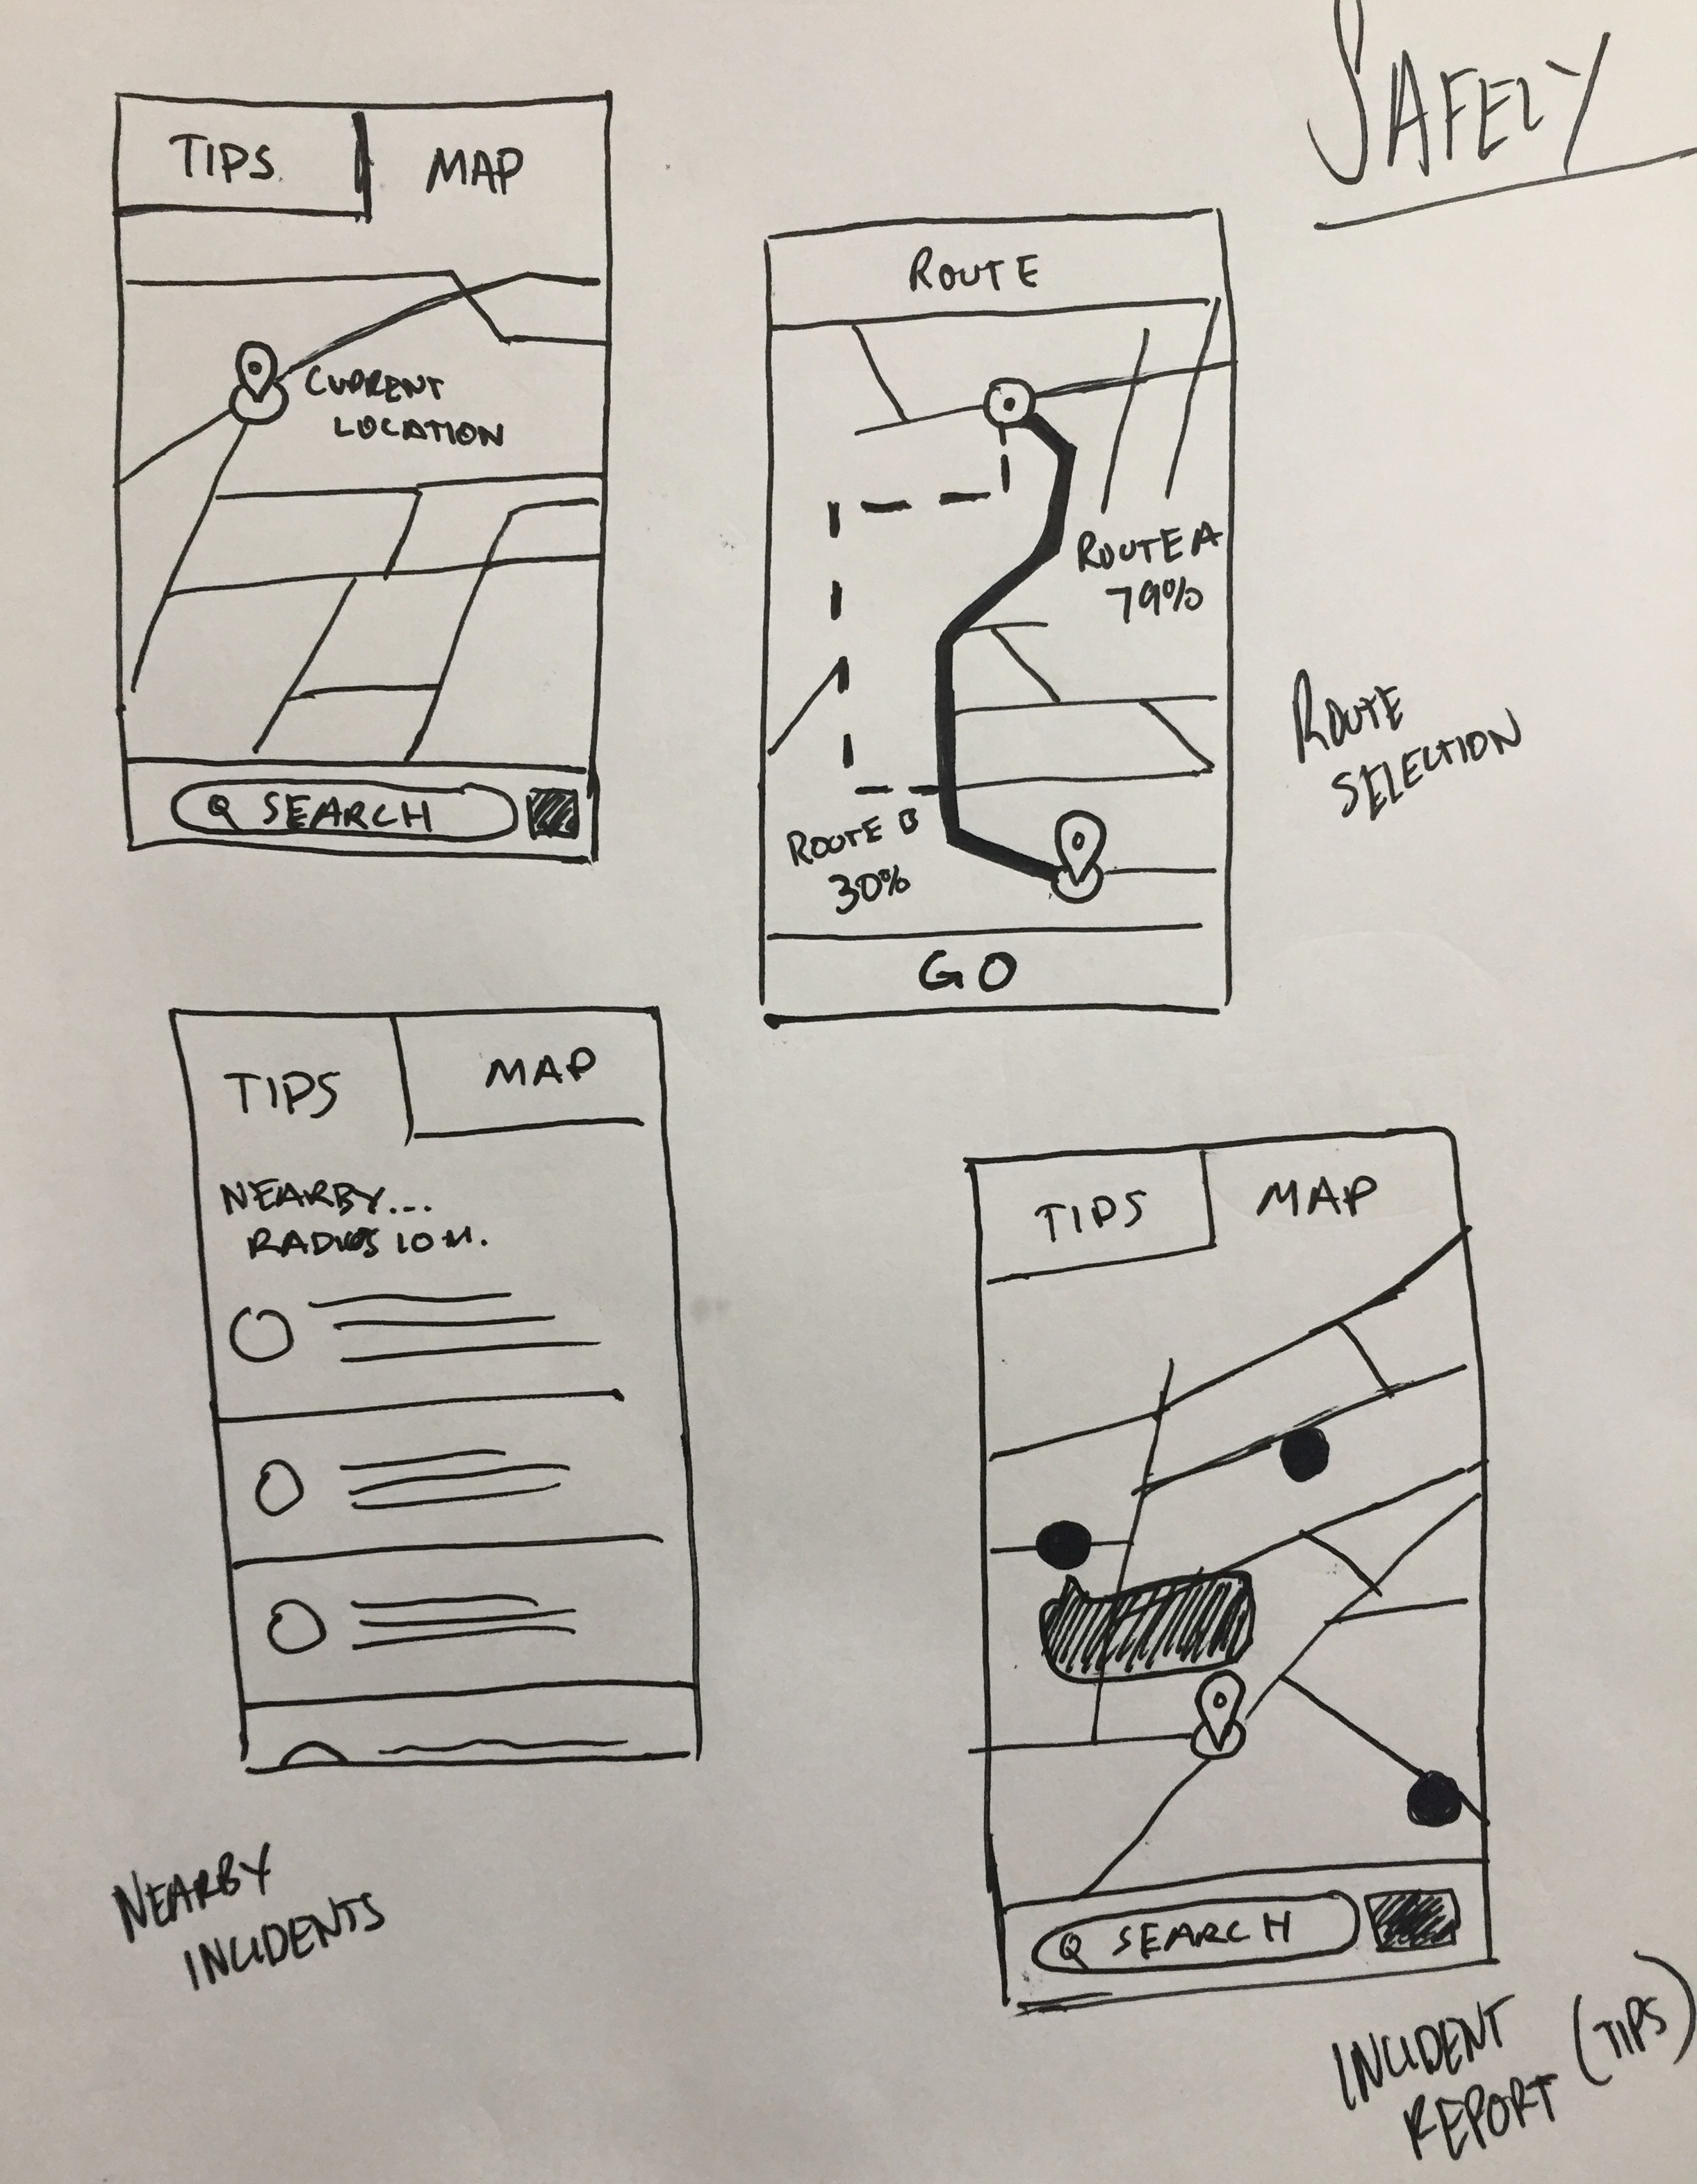 SAFELY
TIPS
MAP
CURRENT
LOCATION
SEARCH
ROUTE
ROUTE A
79%
ROUTE B
30%
GO
ROUTE
SELECTION
TIPS
MAP
NEARBY...
RADIUS 10 M.
NEARBY
INCIDENTS
TIPS
MAP
SEARCH
INCIDENT
REPORT
(TIPS)